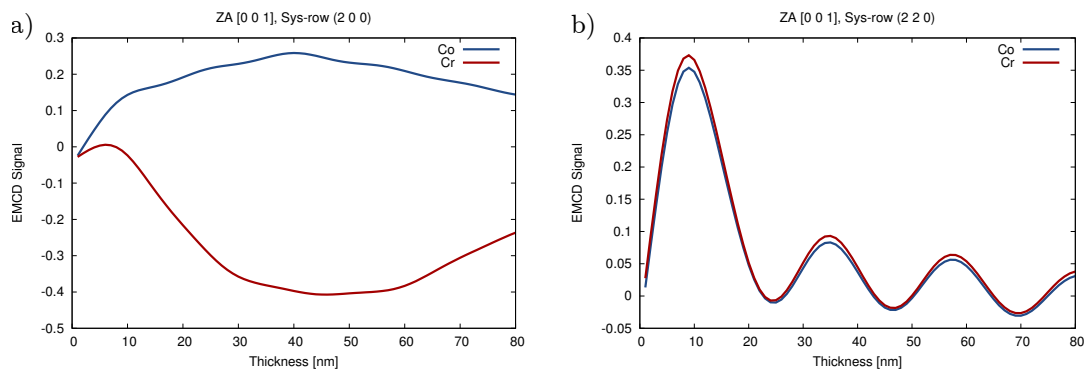 a)
ZA [0 0 1], Sys-row (2 0 0)
Co
Cr
EMCD Signal
0.3
0.2
0.1
0
-0.1
-0.2
-0.3
-0.4
-0.5
0 10 20 30 40 50 60 70 80
Thickness [nm]
b)
ZA [0 0 1], Sys-row (2 2 0)
Co
Cr
EMCD Signal
0.4
0.35
0.3
0.25
0.2
0.15
0.1
0.05
0
-0.05
0 10 20 30 40 50 60 70 80
Thickness [nm]